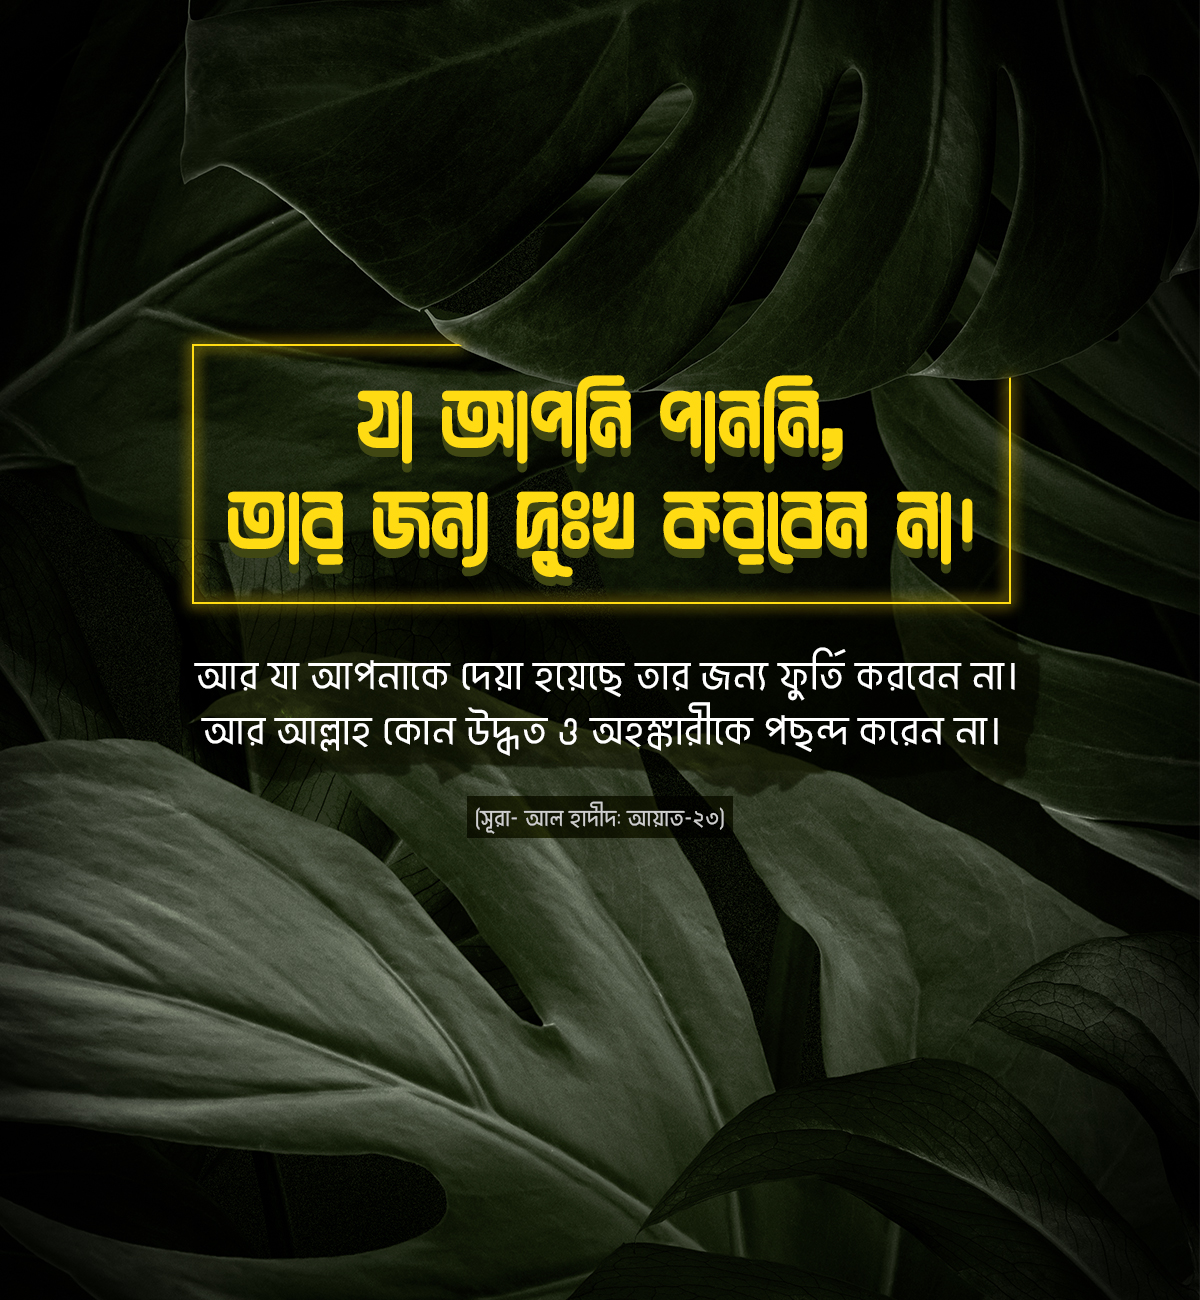 যা আপনি পাননি,
তার জন্য দুঃখ করবেন না।
আর যা আপনাকে দেয়া হয়েছে তার জন্য ফুর্তি করবেন না।
আর আল্লাহ কোন উদ্ধত ও অহঙ্কারীকে পছন্দ করেন না।
(সূরা- আল হাদীদ: আয়াত-২৩)